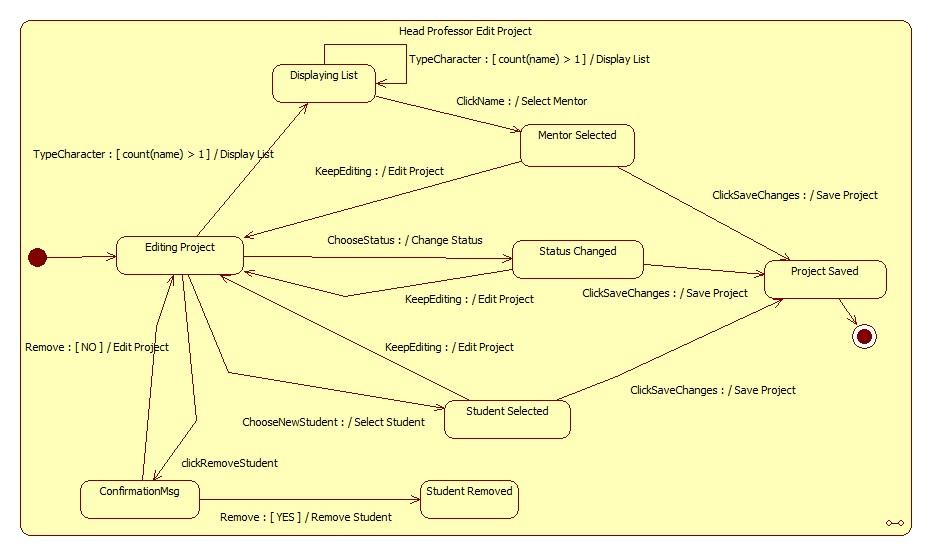 Head Professor Edit Project
TypeCharacter : [ count(name) > 1 ] / Display List
Displaying List
ClickName : / Select Mentor
Mentor Selected
TypeCharacter : [ count(name) > 1 ] / Display List
KeepEditing : / Edit Project
ClickSaveChanges : / Save Project
ChooseStatus : / Change Status
Editing Project
Status Changed
Project Saved
KeepEditing : / Edit Project
ClickSaveChanges : / Save Project
Remove : [ NO ] / Edit Project
KeepEditing : / Edit Project
ClickSaveChanges : / Save Project
Student Selected
ChooseNewStudent : / Select Student
clickRemoveStudent
ConfirmationMsg
Student Removed
Remove : [ YES ] / Remove Student